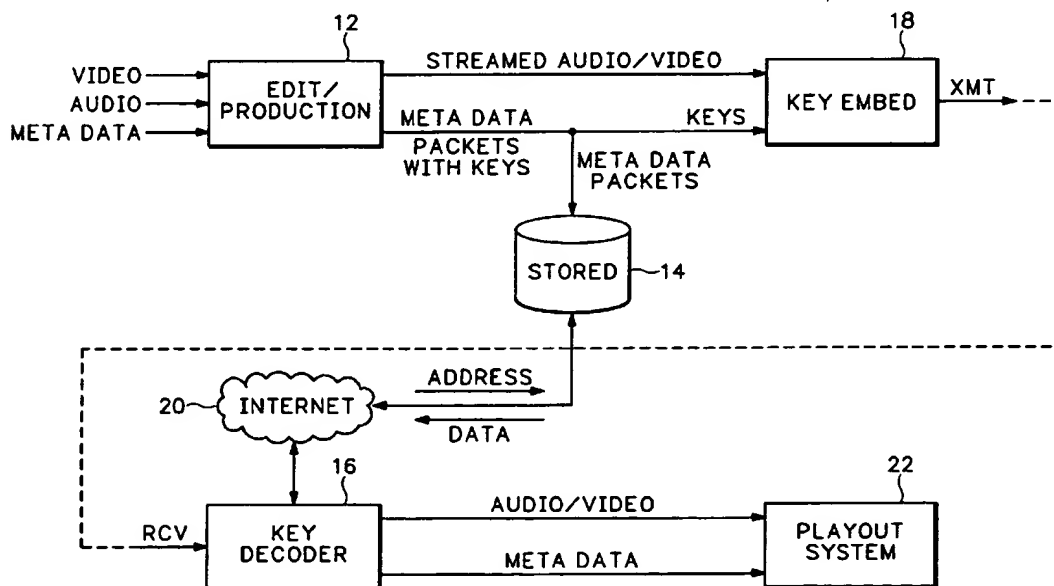 12
18
VIDEO
AUDIO
META DATA
EDIT/
PRODUCTION
STREAMED AUDIO/VIDEO
META DATA
PACKETS
WITH KEYS
KEYS
KEY EMBED
XMT
META DATA
PACKETS
STORED
14
ADDRESS
20
INTERNET
DATA
16
22
RCV
KEY
DECODER
AUDIO/VIDEO
META DATA
PLAYOUT
SYSTEM